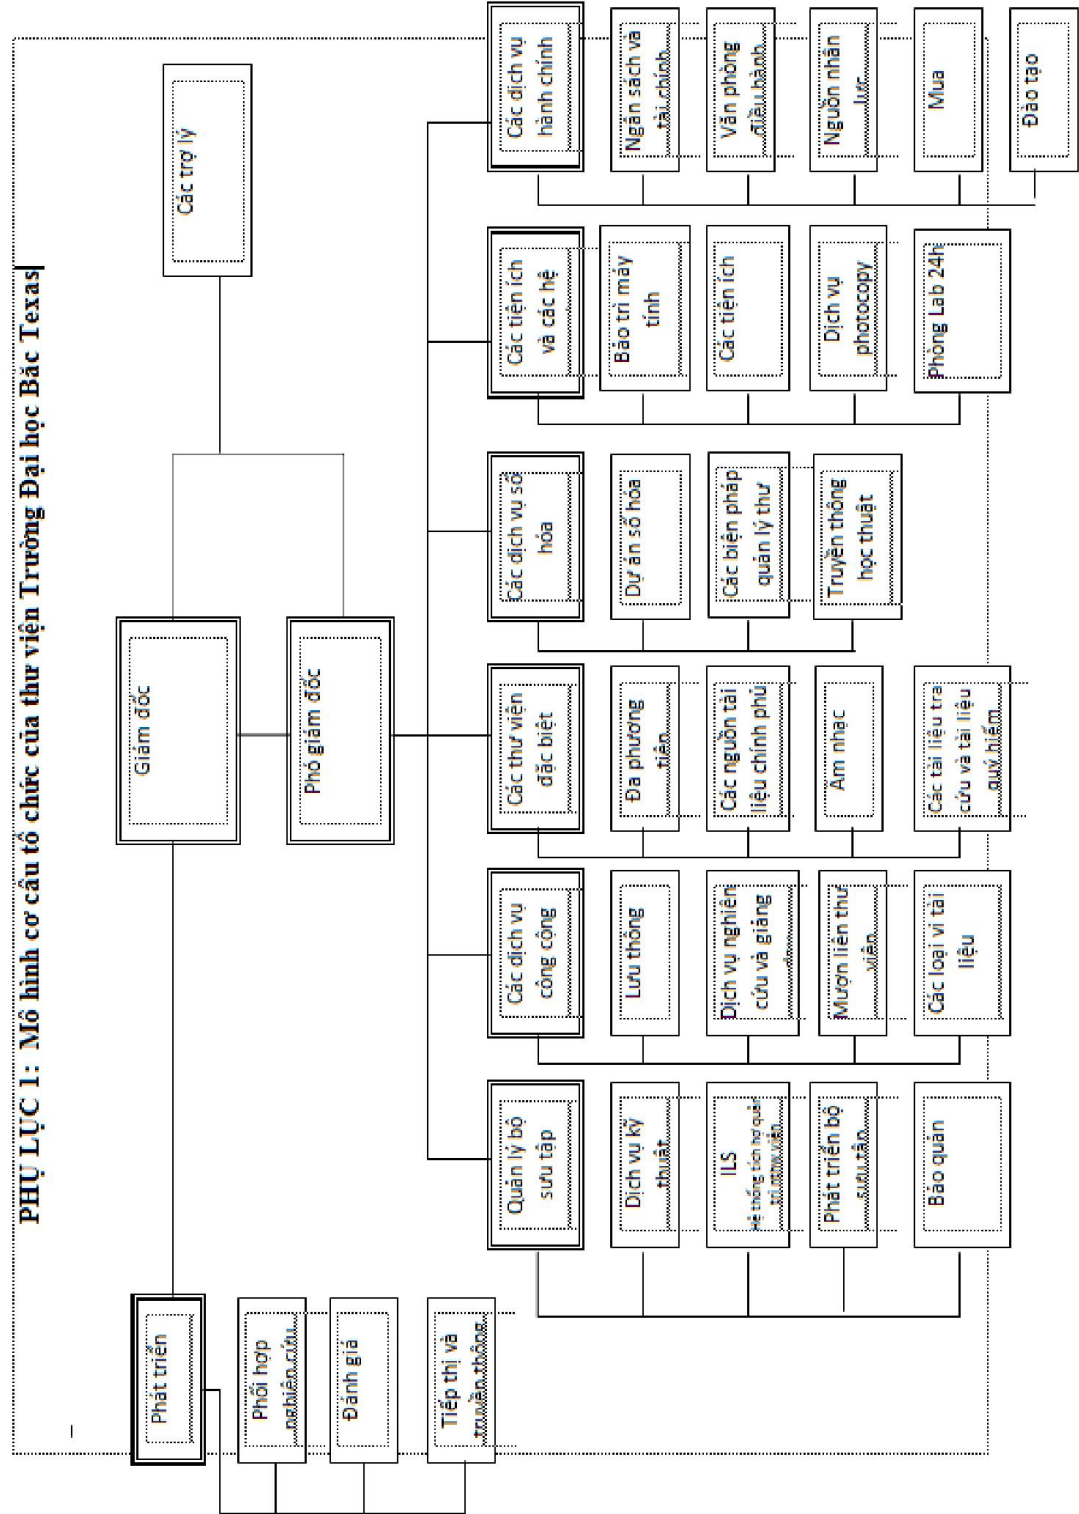 PHỤ LỤC 1: Mô hình cơ cấu tổ chức của thư viện Trường Đại học Bắc Texas
Phát triển
Phối hợp
nghiên cứu
Đánh giá
Tiếp thị và
truyền thông
Giám đốc
Phó giám đốc
Các trợ lý
Quản lý bộ
sưu tập
Dịch vụ kỹ
thuật
ILS
Hệ thống tích hợ quản
trị
Phát triển bộ
sưu tập
Bảo quản
Các dịch vụ
công cộng
Lưu thông
Dịch vụ nghiên
cứu và giảng
Mượn liên thư
viện
Các loại vi tài
liệu
Các thư viện
đặc biệt
Đa phương
tiện
Các nguồn tài
liệu chính phủ
Âm nhạc
Các tài liệu tra
cứu và tài liệu
quý hiếm
Các dịch vụ số
hóa
Dự án số hóa
Các biện pháp
quản lý thư
Truyền thông
học thuật
Các tiện ích
và các hệ
Bảo trì máy
tính
Các tiện ích
Dịch vụ
photocopy
Phòng Lab 24h
Các dịch vụ
hành chính
Ngân sách và
tài chính
Văn phòng
điều hành
Nguồn nhân
lực
Mua
Đào tạo